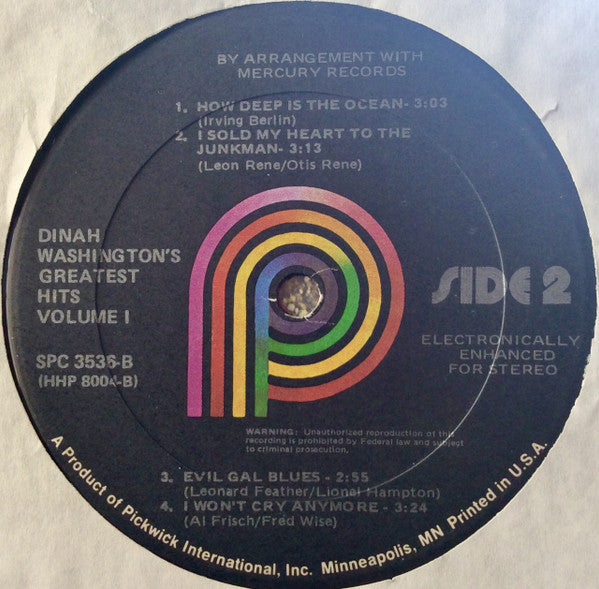 BY ARRANGEMENT WITH
MERCURY RECORDS
1. HOW DEEP IS THE OCEAN- 3:03
(Irving Berlin)
2. I SOLD MY HEART TO THE
JUNKMAN- 3:13
(Leon Rene/Otis Rene)
DINAH
WASHINGTON'S
GREATEST
HITS
VOLUME I
SPC 3536-B
(HHP 8004-B)
SIDE 2
ELECTRONICALLY
ENHANCED
FOR STEREO
WARNING: Unauthorized reproduction of this
recording is prohibited by Federal law and subject
to criminal prosecution.
3. EVIL GAL BLUES - 2:55
(Leonard Feather/Lionel Hampton)
4. I WON'T CRY ANYMORE - 3:24
(Al Frisch/Fred Wise)
A Product of Pickwick International, Inc. Minneapolis, MN Printed in U.S.A.